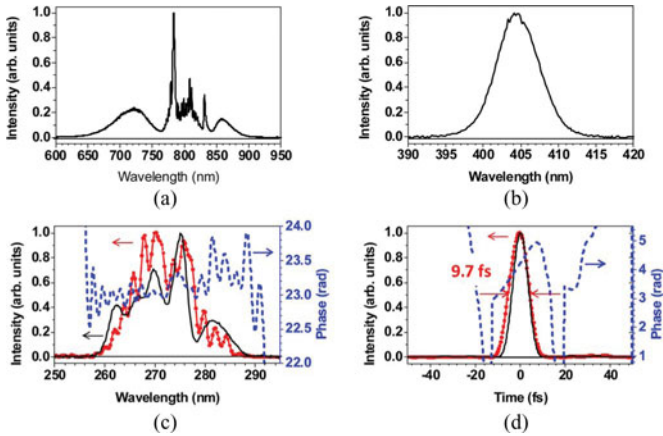 Intensity (arb. units)
1.0
0.8
0.6
0.4
0.2
0.0
600 650 700 750 800 850 900 950
Wavelength (nm)
(a)
Intensity (arb. units)
1.0
0.8
0.6
0.4
0.2
0.0
390 395 400 405 410 415 420
Wavelength (nm)
(b)
Intensity (arb. units)
1.0
0.8
0.6
0.4
0.2
0.0
250 260 270 280 290
Wavelength (nm)
24.0
23.5
23.0
22.5
22.0
Phase (rad)
(c)
Intensity (arb. units)
1.0
0.8
0.6
0.4
0.2
0.0
9.7 fs
-40 -20 0 20 40
Time (fs)
5
4
3
2
1
Phase (rad)
(d)